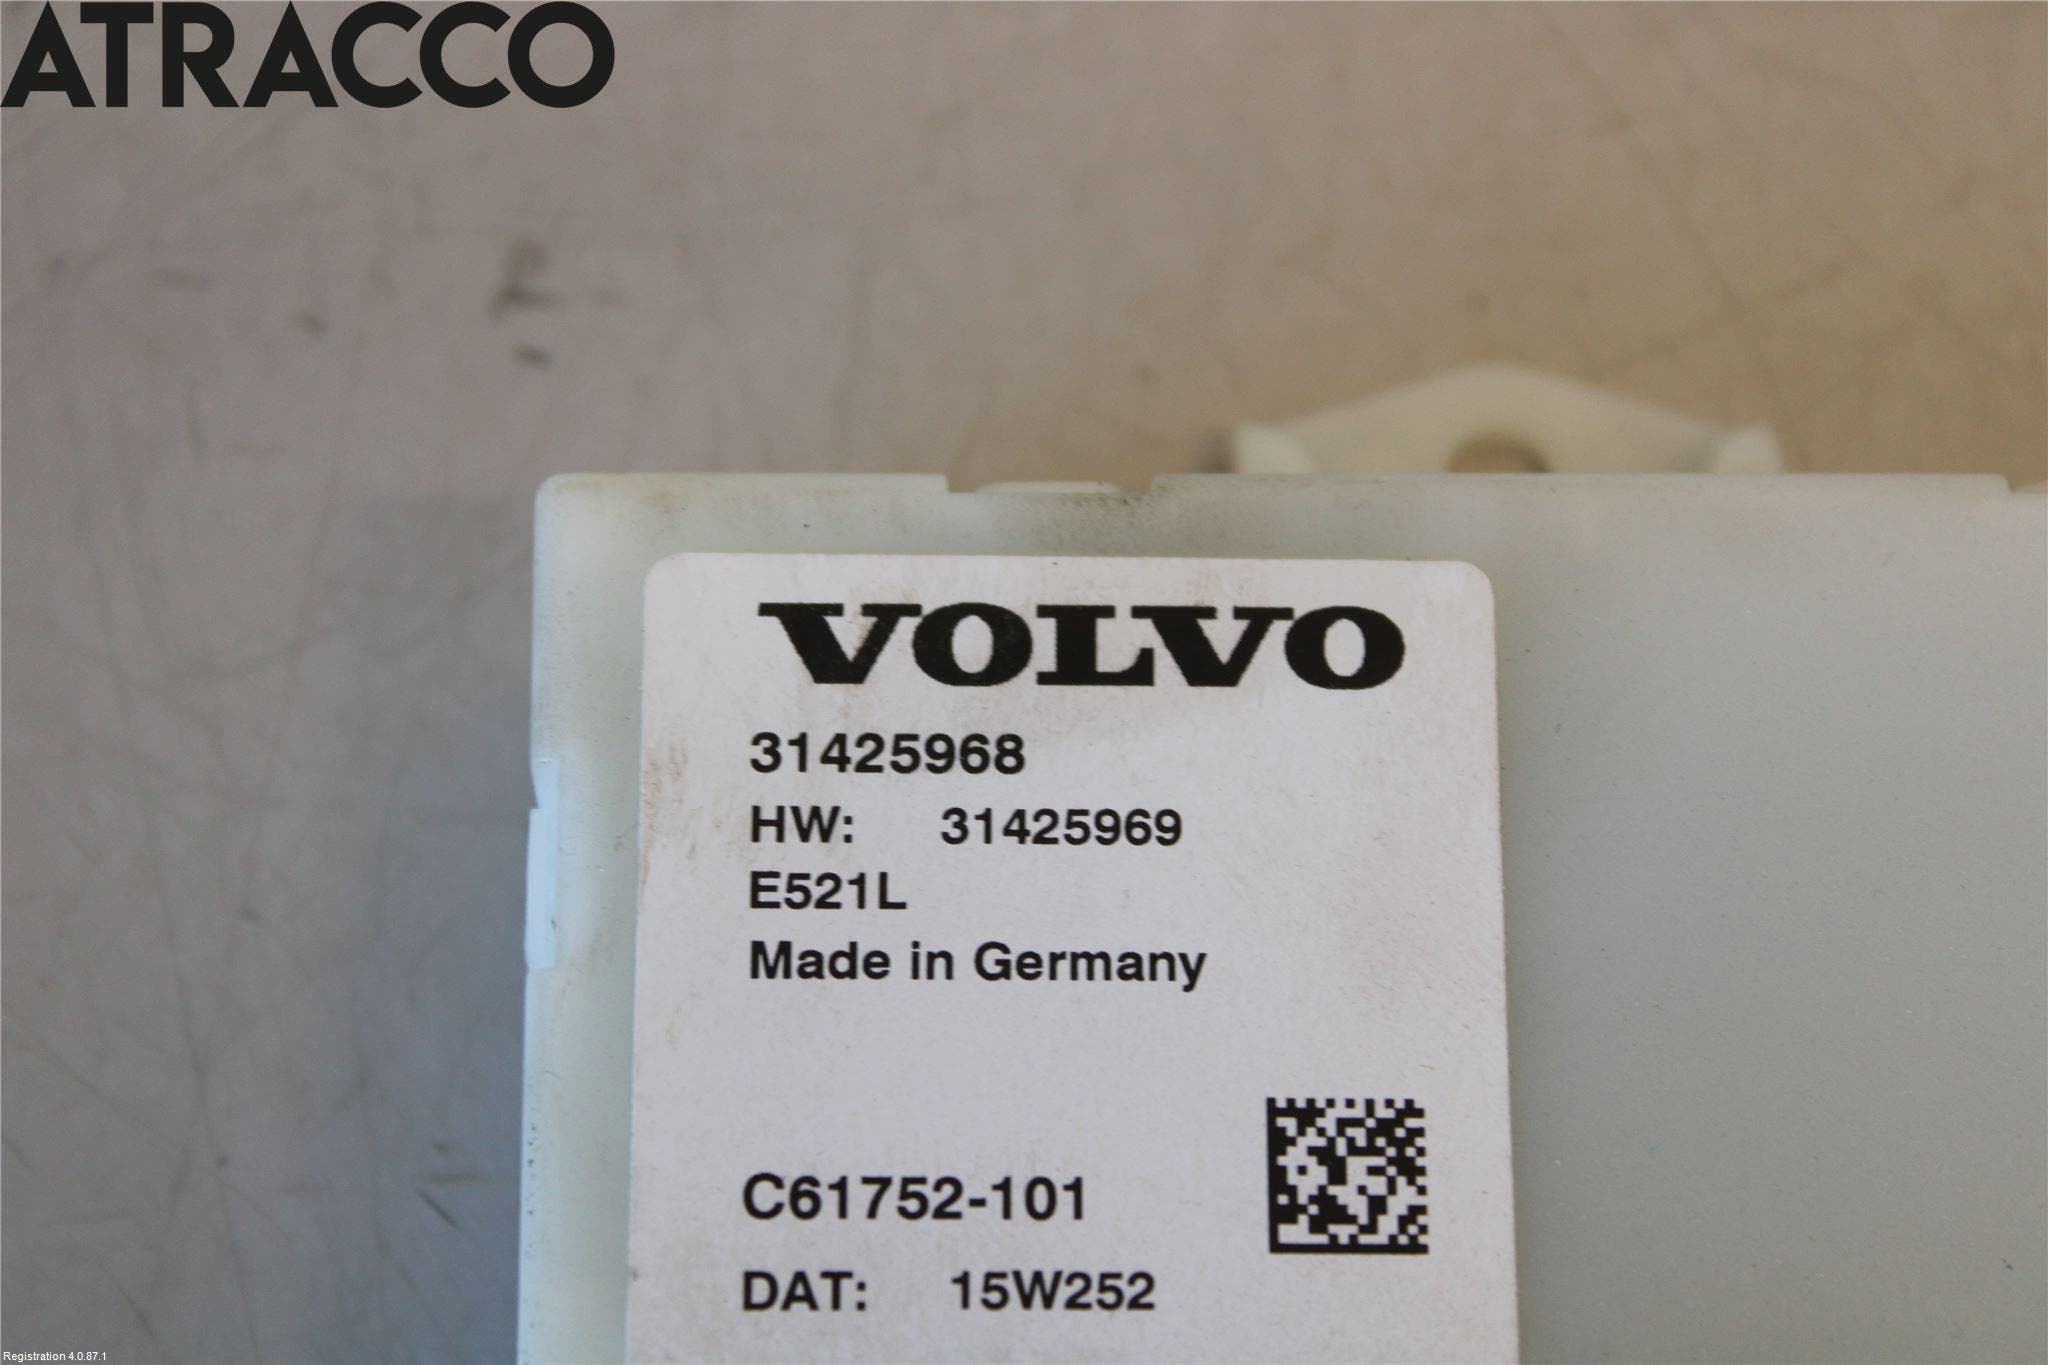 ATRACCO
VOLVO
31425968
HW: 31425969
E521L
Made in Germany
C61752-101
DAT: 15W252
Registration 4.0.87.1